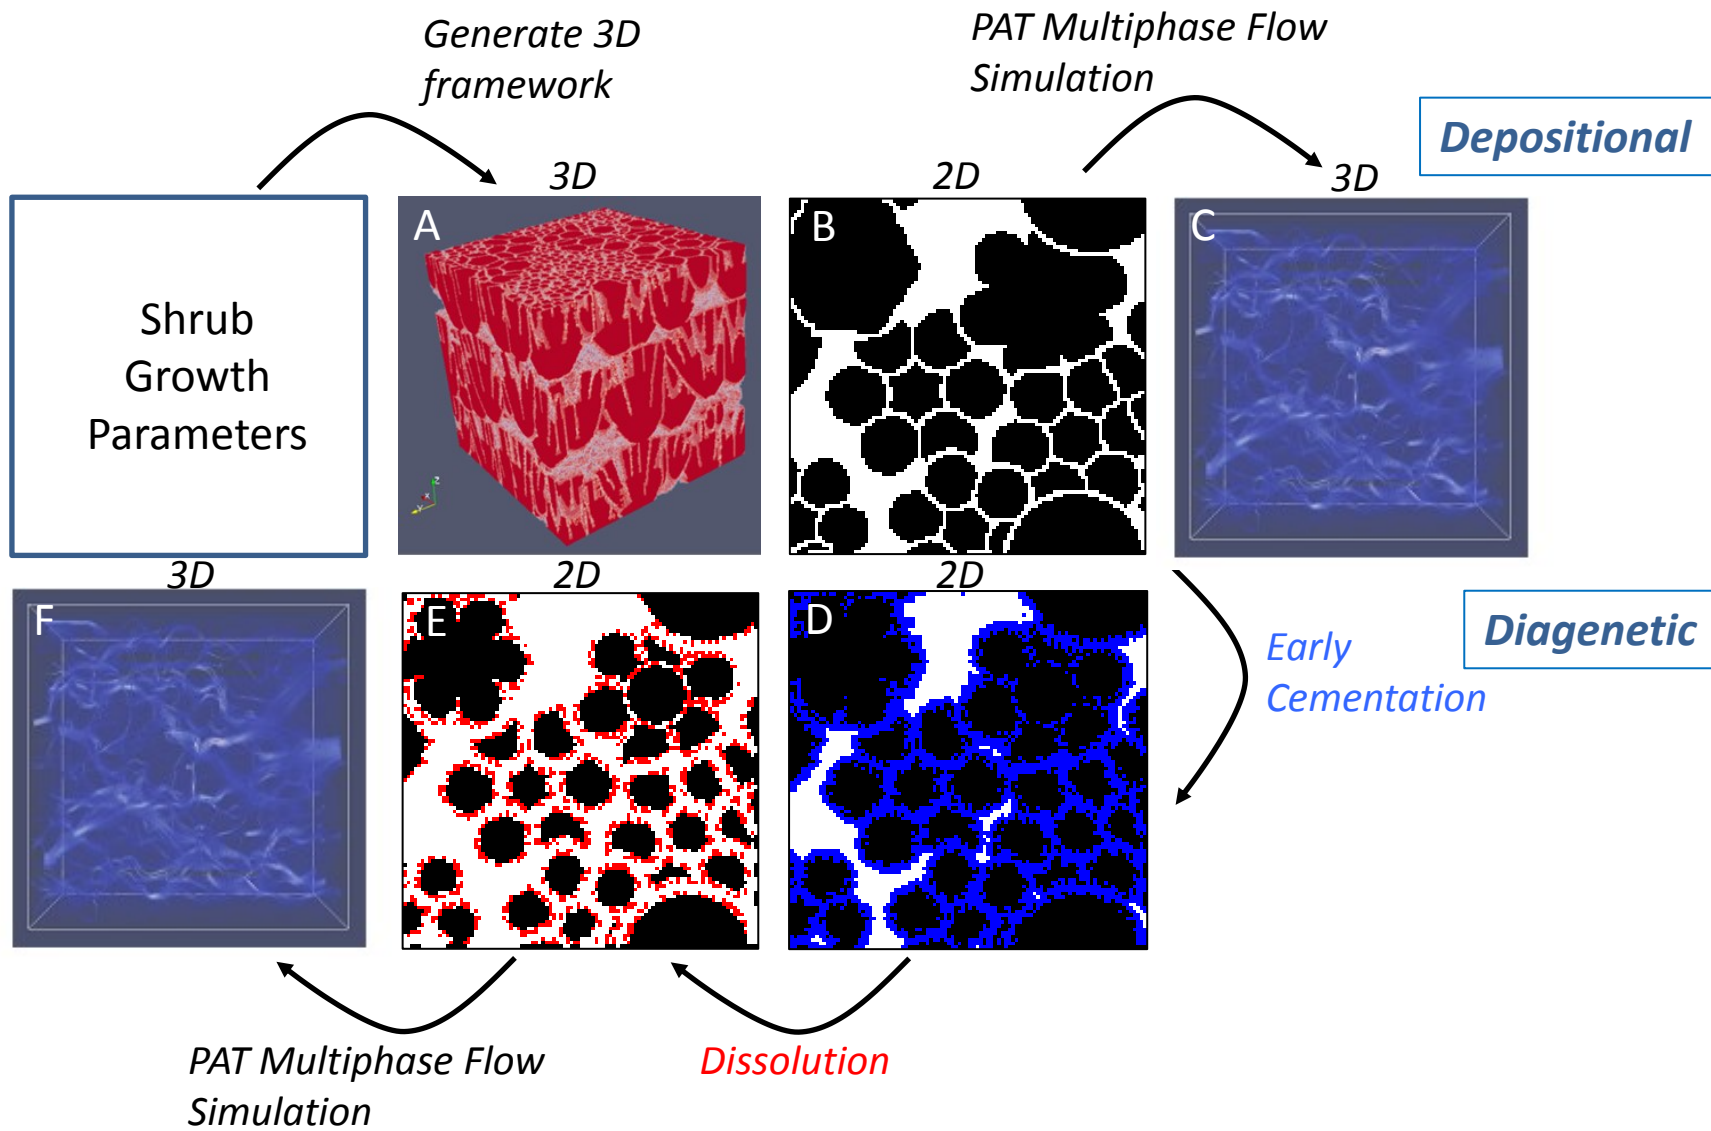 Generate 3D
framework
PAT Multiphase Flow
Simulation
Depositional
3D
2D
3D
A
B
C
Shrub
Growth
Parameters
z
x
y
3D
2D
2D
F
E
D
Diagenetic
Early
Cementation
PAT Multiphase Flow
Simulation
Dissolution